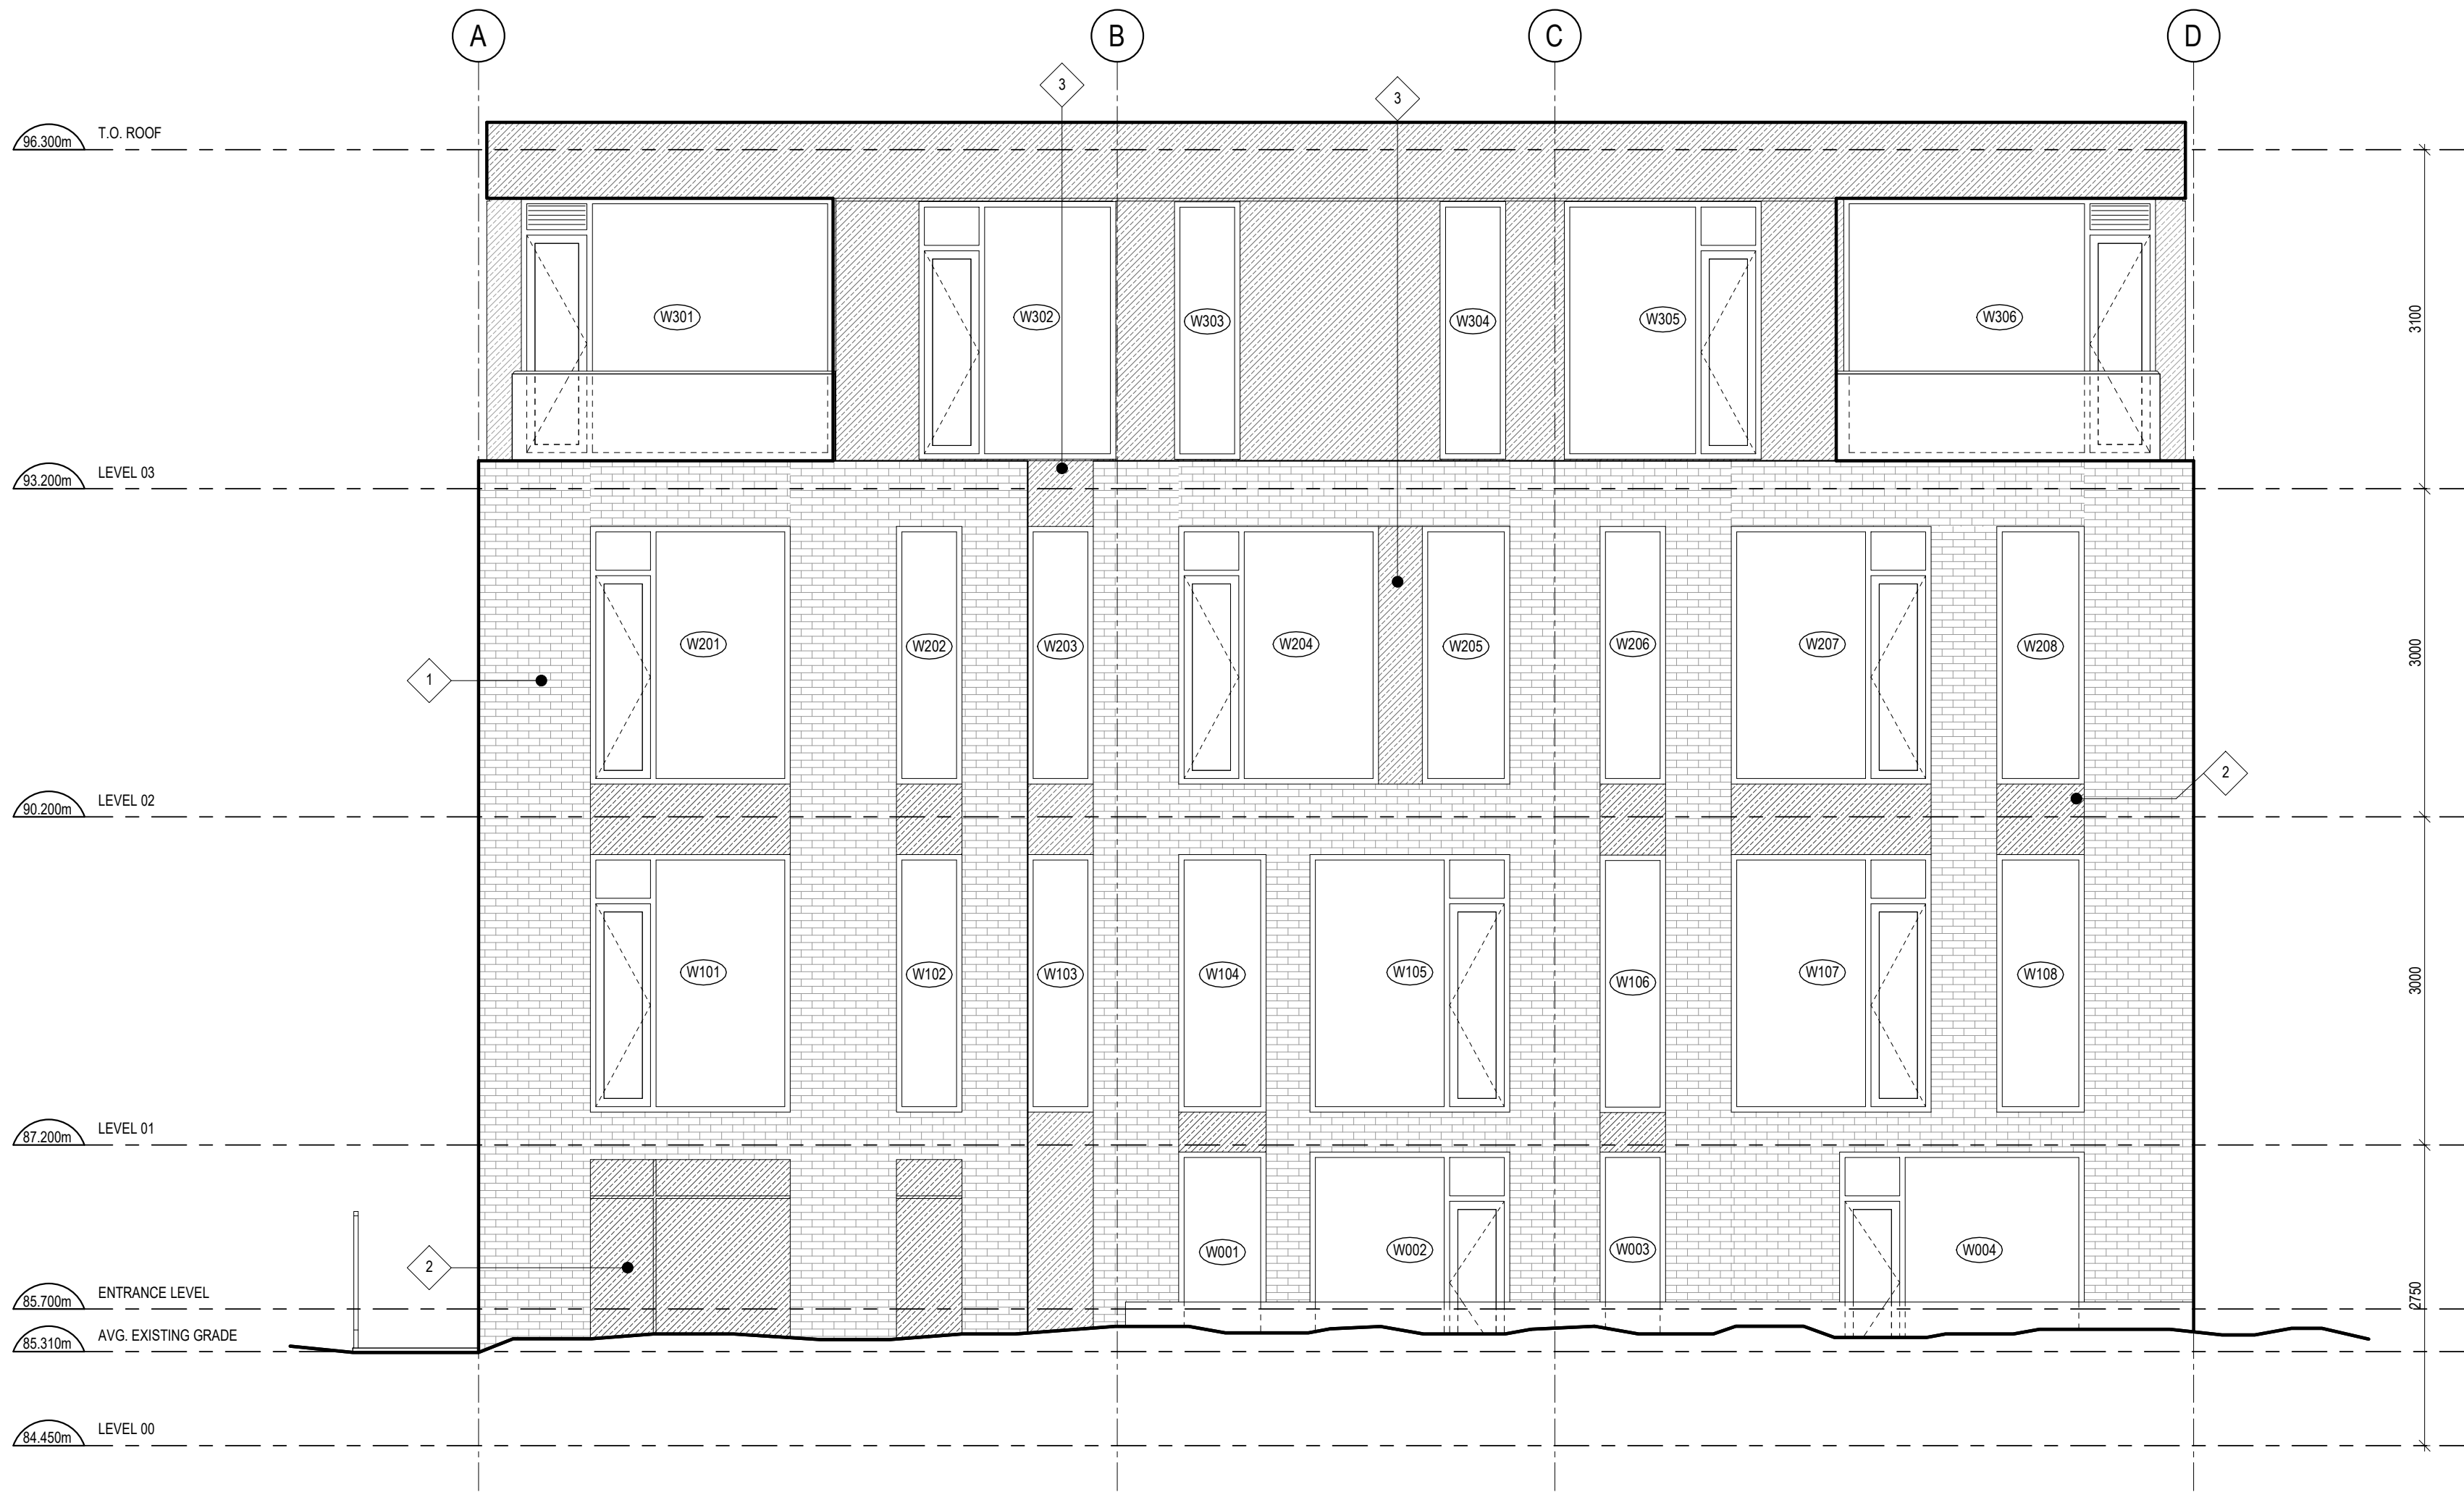 A
B
C
D
3
3
96.300m
T.O. ROOF
3100
W301
W302
W303
W304
W305
W306
93.200m
LEVEL 03
3000
W201
W202
W203
W204
W205
W206
W207
W208
1
2
90.200m
LEVEL 02
3000
W101
W102
W103
W104
W105
W106
W107
W108
87.200m
LEVEL 01
W001
W002
W003
W004
2
2750
85.700m
ENTRANCE LEVEL
85.310m
AVG. EXISTING GRADE
84.450m
LEVEL 00